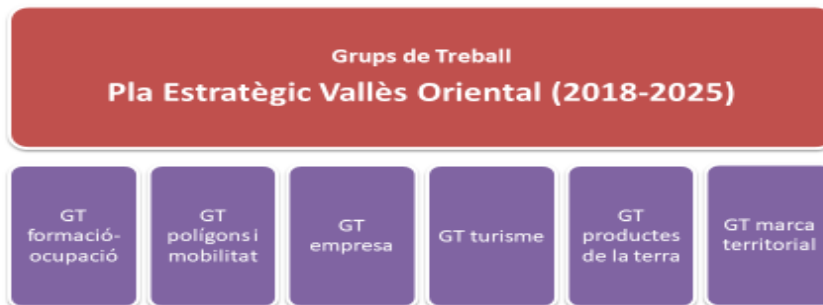 Grups de Treball
Pla Estratègic Vallès Oriental (2018-2025)
GT
formació-
ocupació
GT
polígons i
mobilitat
GT
empresa
GT turisme
GT
productes
de la terra
GT marca
territorial